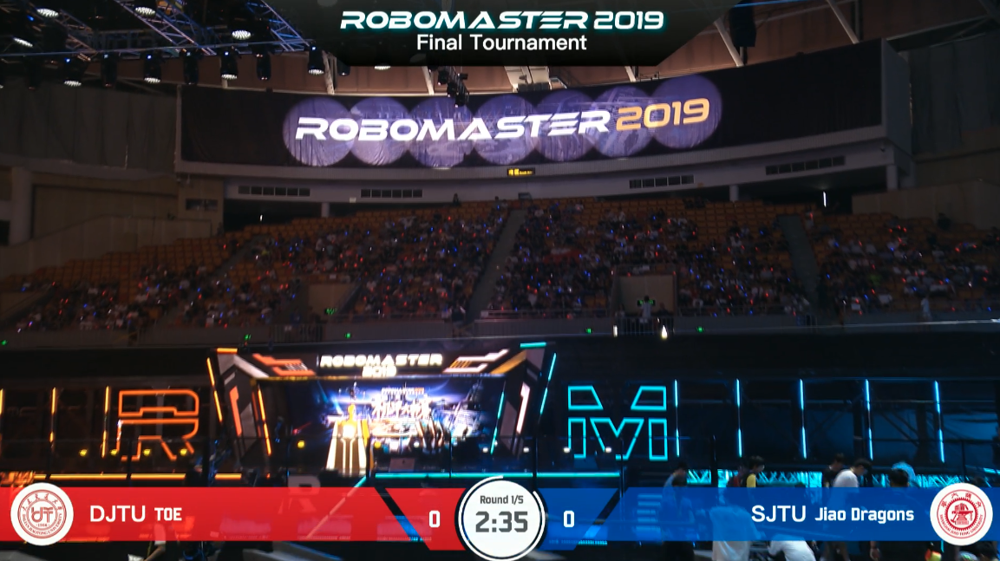 ROBOMASTER 2019
Final Tournament
ROBOMASTER 2019
ROBOMASTER
2019
R
M
DJTU TOE
0
Round 1/5
2:35
0
SJTU Jiao Dragons